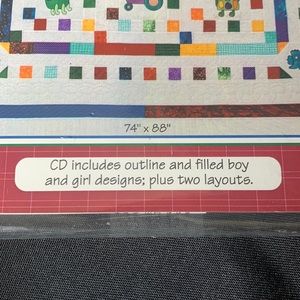 74" x 88"
CD includes outline and filled boy
and girl designs; plus two layouts.